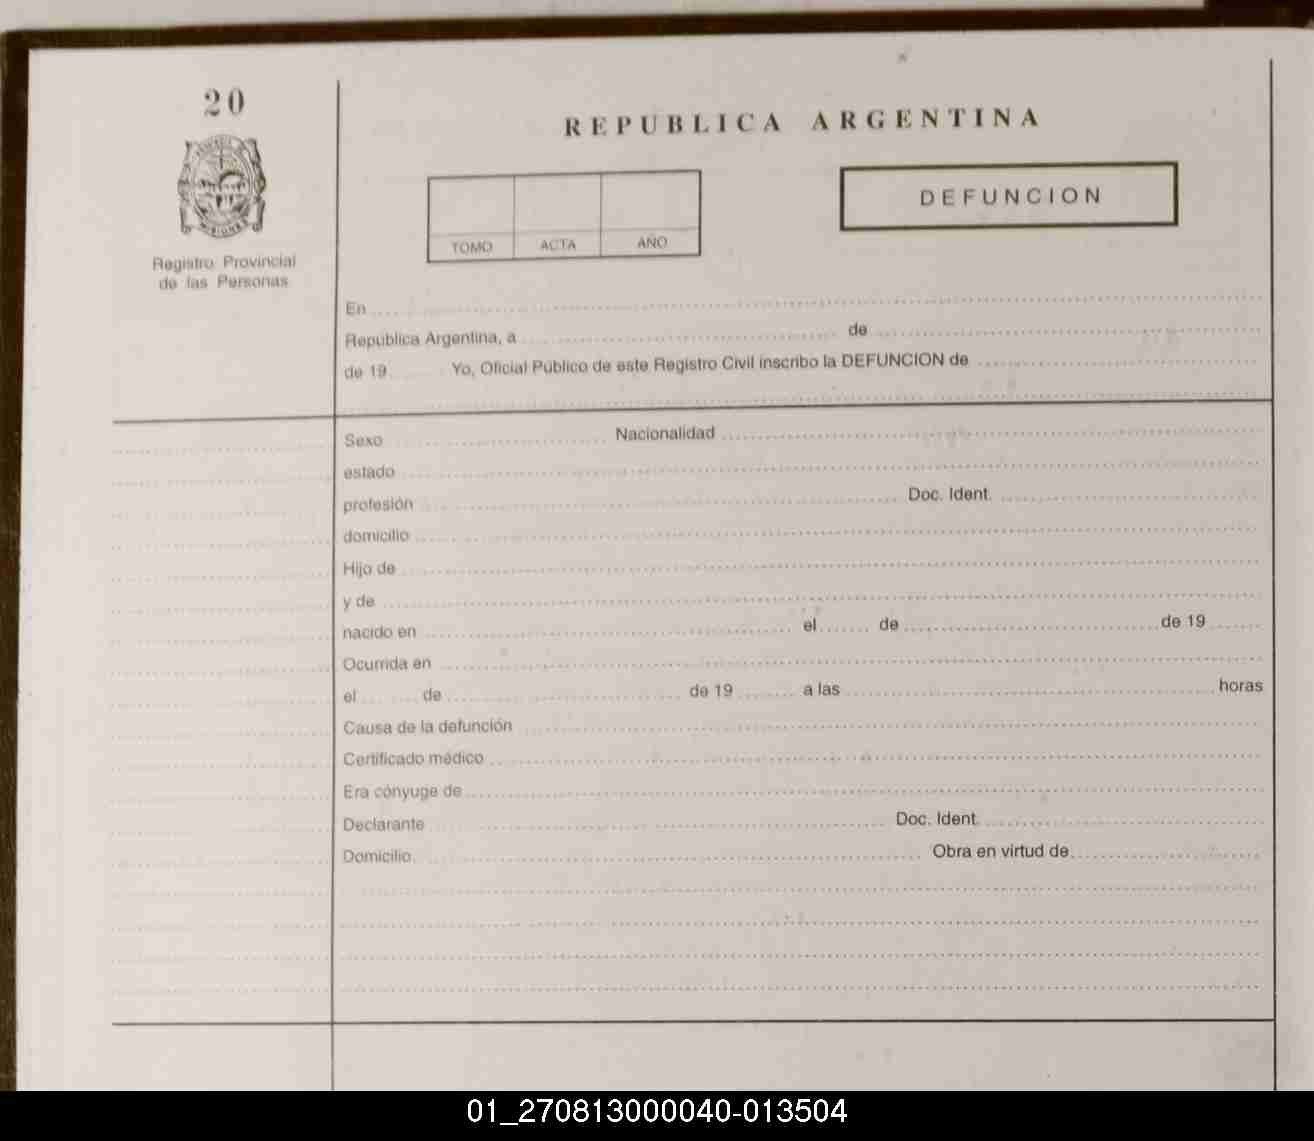 20
REPUBLICA ARGENTINA
DEFUNCION
TOMO ACTA AÑO
Registro Provincial
de las Personas
MISIONES
En
República Argentina, a de
de 19 Yo, Oficial Público de este Registro Civil inscribo la DEFUNCION de
Sexo Nacionalidad
estado
profesión Doc. Ident.
domicilio
Hijo de
y de
nacido en el de de 19
Ocurrida en
el de de 19 a las horas
Causa de la defunción
Certificado médico
Era cónyuge de
Declarante Doc. Ident.
Domicilio Obra en virtud de
01_270813000040-013504